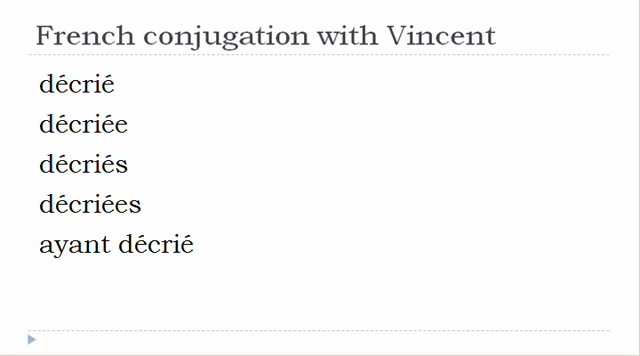 French conjugation with Vincent
décrié
décriée
décriés
décriées
ayant décrié